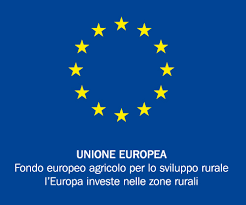 UNIONE EUROPEA
Fondo europeo agricolo per lo sviluppo rurale
l'Europa investe nelle zone rurali